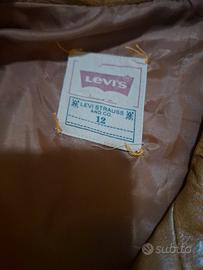 Levi's
LEVI STRAUSS
AND CO.
12
subito